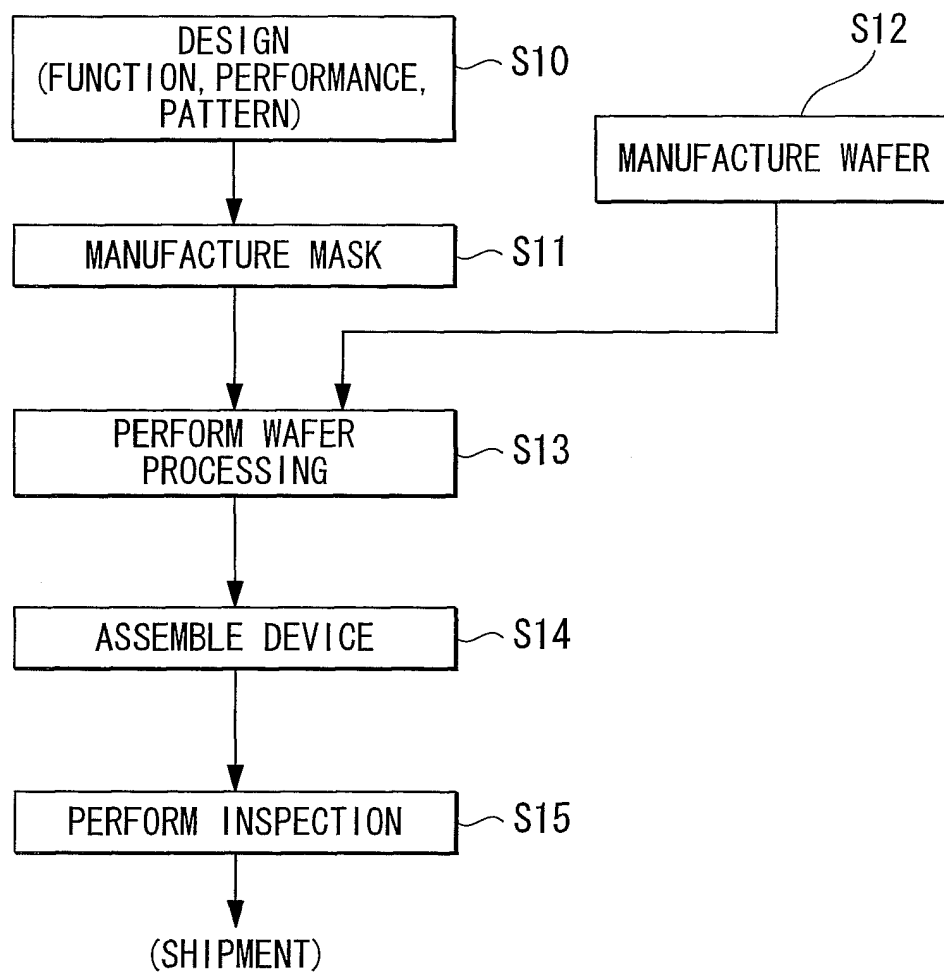 DESIGN
(FUNCTION, PERFORMANCE,
PATTERN)
S10
S12
MANUFACTURE WAFER
MANUFACTURE MASK
S11
PERFORM WAFER
PROCESSING
S13
ASSEMBLE DEVICE
S14
PERFORM INSPECTION
S15
(SHIPMENT)